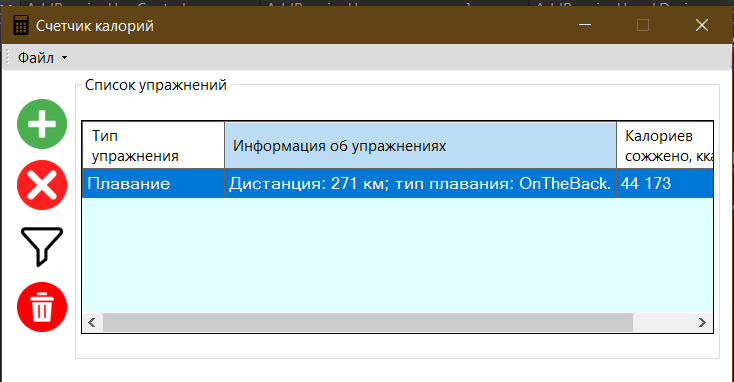 Счетчик калорий
Файл
Список упражнений
Тип
упражнения
Информация об упражнениях
Калориев
сожжено, кка
Плавание
Дистанция: 271 км; тип плавания: OnTheBack.
44 173